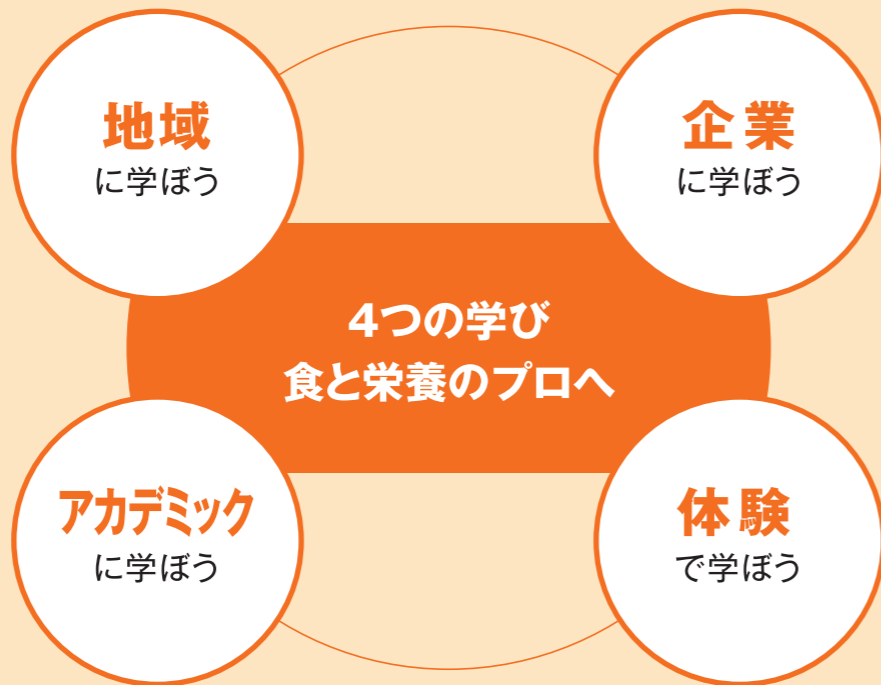 地域
に学ぼう
企業
に学ぼう
4つの学び
食と栄養のプロへ
アカデミック
に学ぼう
体験
で学ぼう